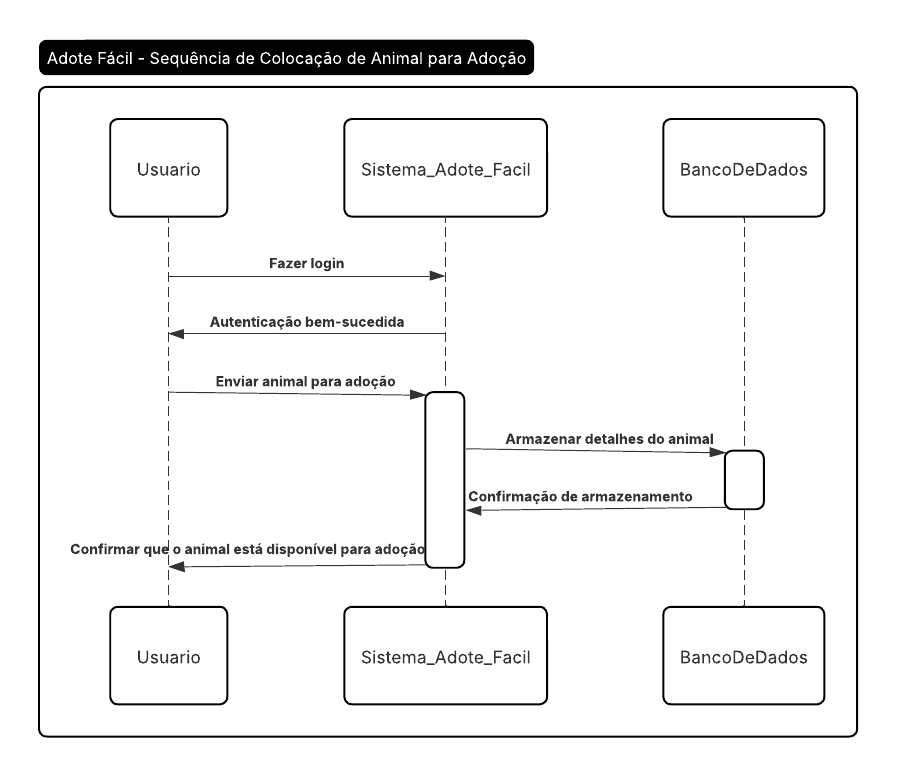 Adote Fácil - Sequência de Colocação de Animal para Adoção
Usuario
Sistema_Adote_Facil
BancoDeDados
Fazer login
Autenticação bem-sucedida
Enviar animal para adoção
Armazenar detalhes do animal
Confirmação de armazenamento
Confirmar que o animal está disponível para adoção
Usuario
Sistema_Adote_Facil
BancoDeDados